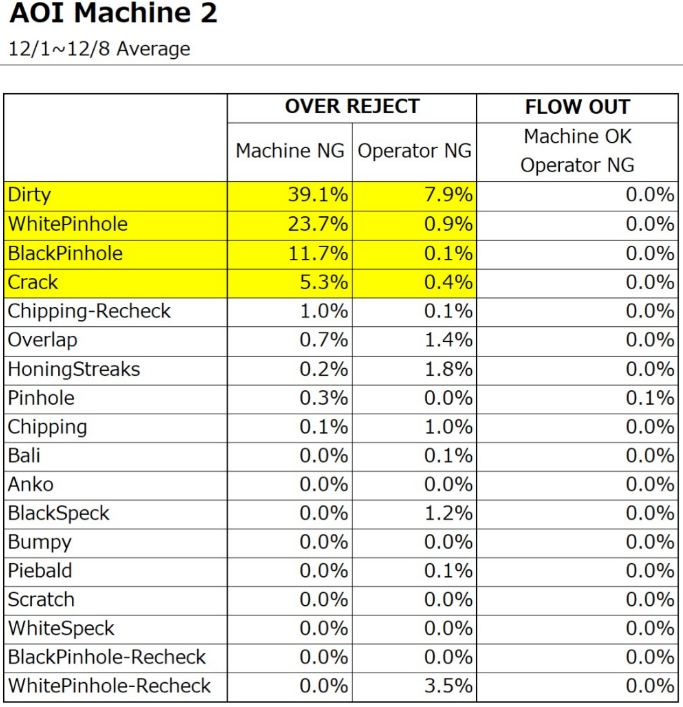 AOI Machine 2
12/1~12/8 Average
OVER REJECT FLOW OUT
Machine NG Operator NG Machine OK
Operator NG
Dirty 39.1% 7.9% 0.0%
WhitePinhole 23.7% 0.9% 0.0%
BlackPinhole 11.7% 0.1% 0.0%
Crack 5.3% 0.4% 0.0%
Chipping-Recheck 1.0% 0.1% 0.0%
Overlap 0.7% 1.4% 0.0%
HoningStreaks 0.2% 1.8% 0.0%
Pinhole 0.3% 0.0% 0.1%
Chipping 0.1% 1.0% 0.0%
Bali 0.0% 0.1% 0.0%
Anko 0.0% 0.0% 0.0%
BlackSpeck 0.0% 1.2% 0.0%
Bumpy 0.0% 0.0% 0.0%
Piebald 0.0% 0.1% 0.0%
Scratch 0.0% 0.0% 0.0%
WhiteSpeck 0.0% 0.0% 0.0%
BlackPinhole-Recheck 0.0% 0.0% 0.0%
WhitePinhole-Recheck 0.0% 3.5% 0.0%